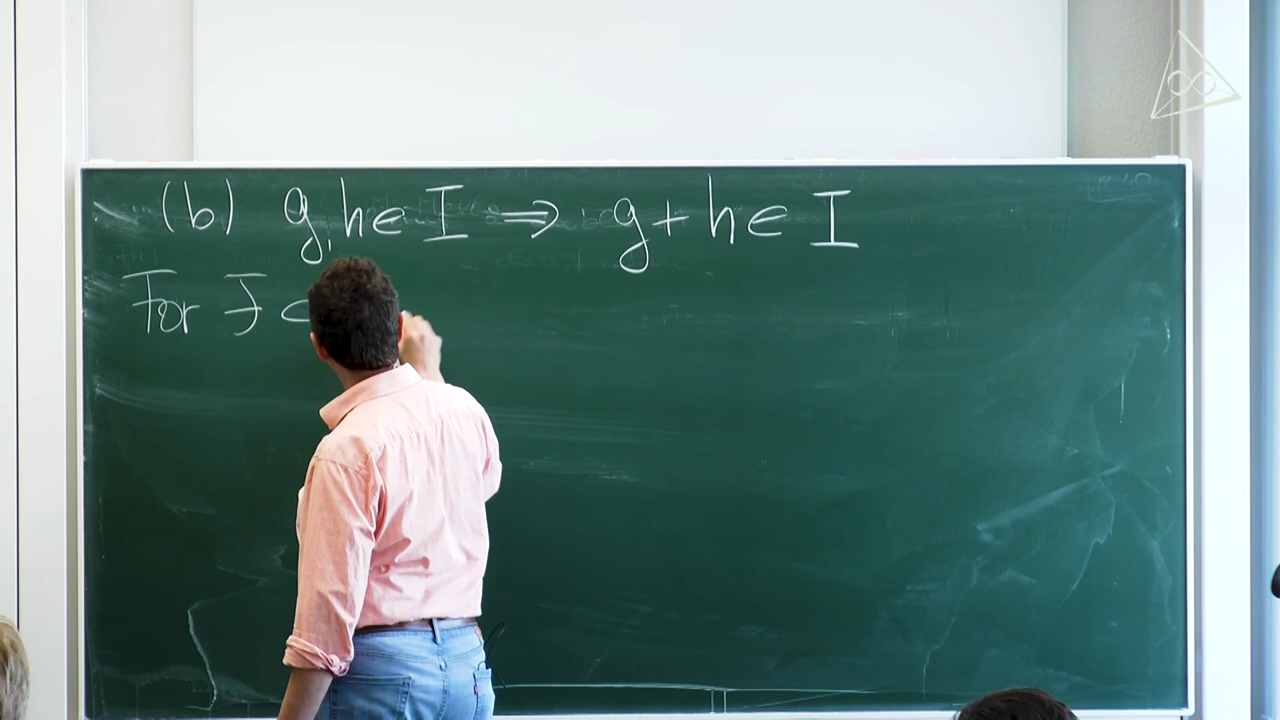 (b) g, h ∈ I ⇒ g + h ∈ I
For F ⊂